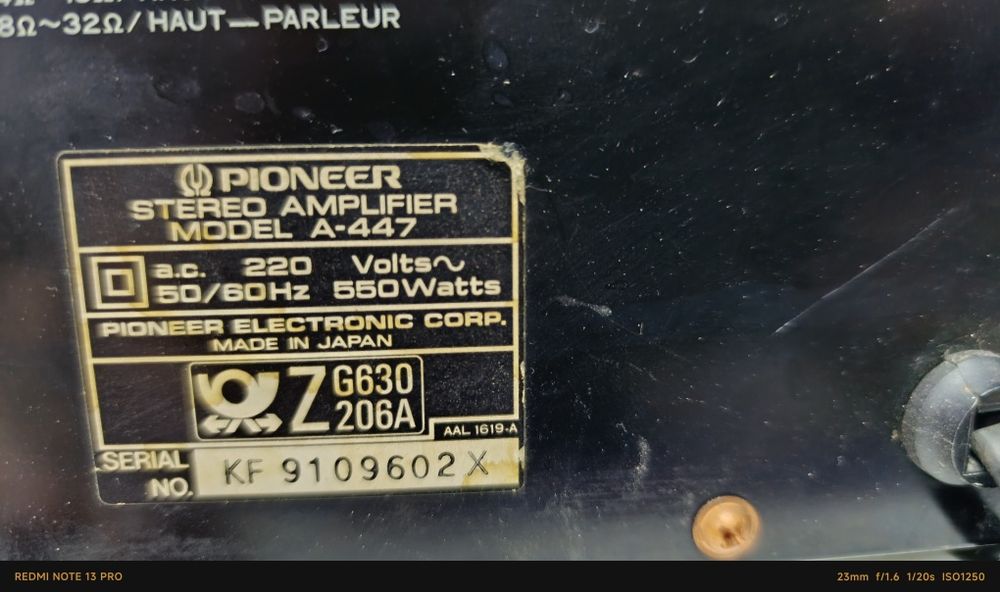 8Ω~32Ω/HAUT—PARLEUR
PIONEER
STEREO AMPLIFIER
MODEL A-447
a.c. 220 Volts~
50/60Hz 550Watts
PIONEER ELECTRONIC CORP.
MADE IN JAPAN
Z G630
206A
AAL 1619-A
SERIAL NO. KF 9109602X
REDMI NOTE 13 PRO
23mm f/1.6 1/20s ISO1250